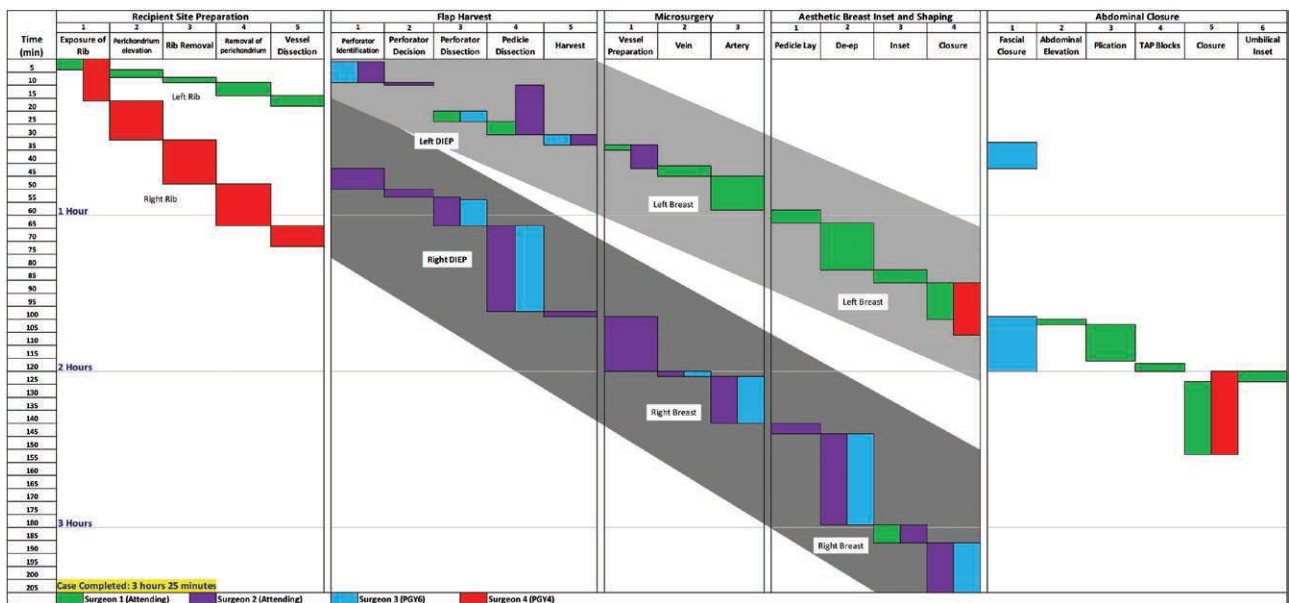 Recipient Site Preparation Flap Harvest Microsurgery Aesthetic Breast Inset and Shaping Abdominal Closure
1 2 3 4 5 1 2 3 4 5 1 2 3 1 2 3 4 1 2 3 4 5 6
Time (min) Exposure of Rib Perichondrium elevation Rib Removal Removal of perichondrium Vessel Dissection Perforator Identification Perforator Decision Perforator Dissection Pedicle Dissection Harvest Vessel Preparation Vein Artery Pedicle Lay De-ep Inset Closure Fascial Closure Abdominal Elevation Plication TAP Blocks Closure Umbilical Inset
5
10
15 Left Rib
20
25
30 Left DIEP
35
40
45
50
55 Right Rib Left Breast
60 1 Hour
65
70
75 Right DIEP
80
85
90
95 Left Breast
100
105
110
115
120 2 Hours
125
130
135 Right Breast
140
145
150
155
160
165
170
175
180 3 Hours
185
190 Right Breast
195
200
205 Case Completed: 3 hours 25 minutes
Surgeon 1 (Attending) Surgeon 2 (Attending) Surgeon 3 (PGY6) Surgeon 4 (PGY4)